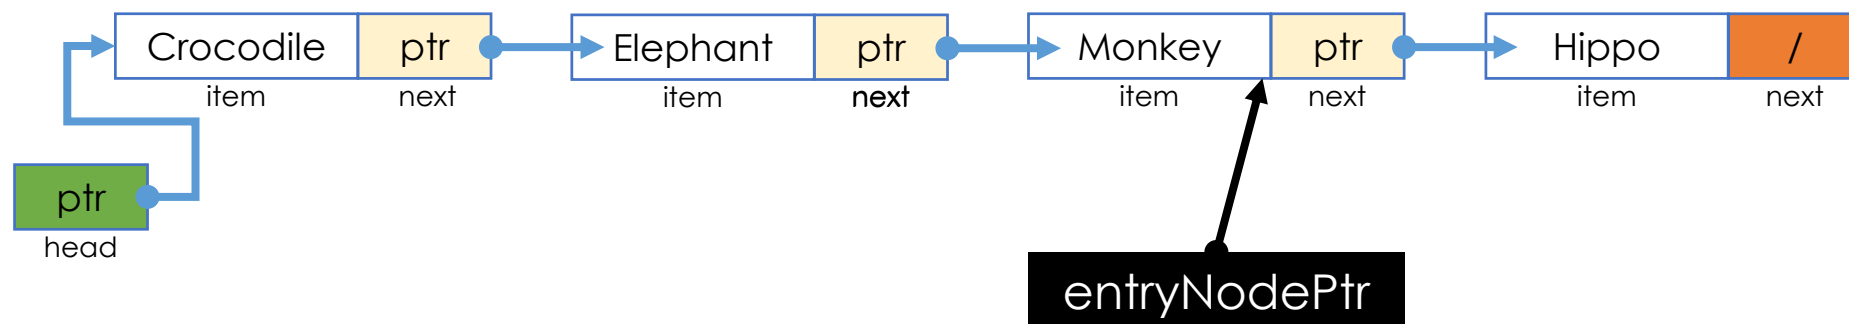 Crocodile ptr Elephant ptr Monkey ptr Hippo /
item next item next item next item next
ptr
head
entryNodePtr